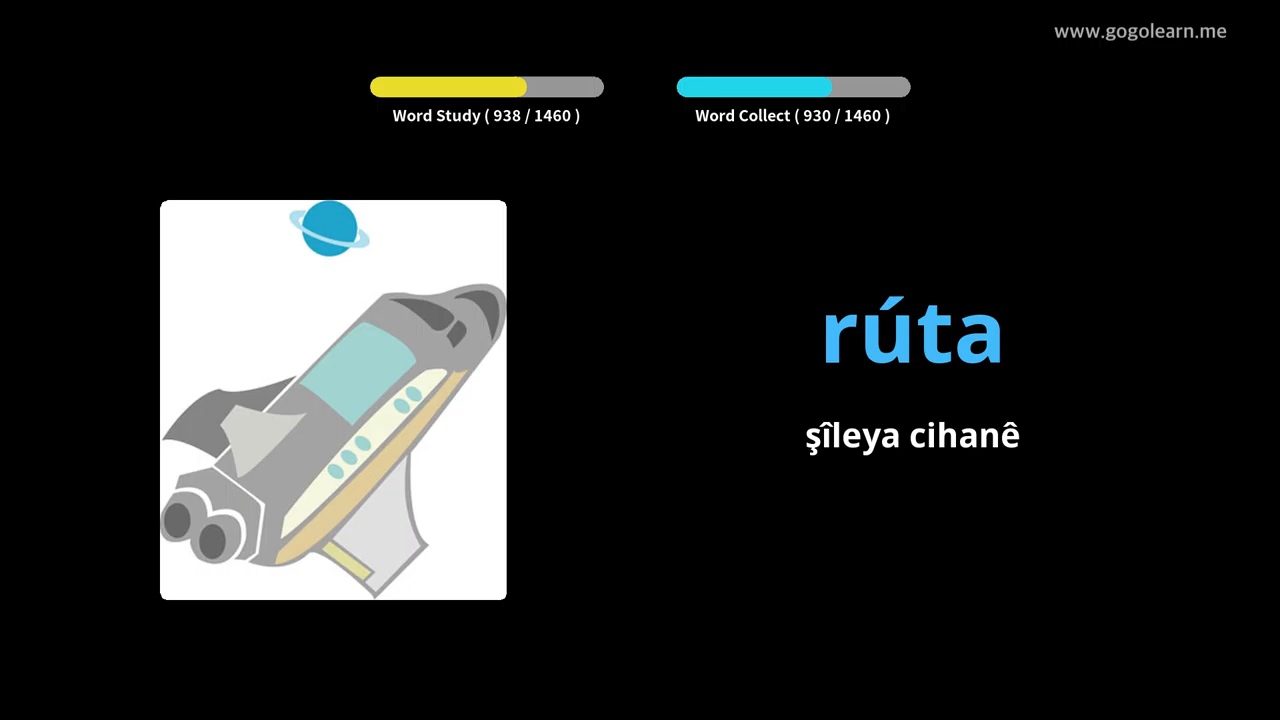 www.gogolearn.me
Word Study ( 938 / 1460 )
Word Collect ( 930 / 1460 )
rúta
şîleya cihanê